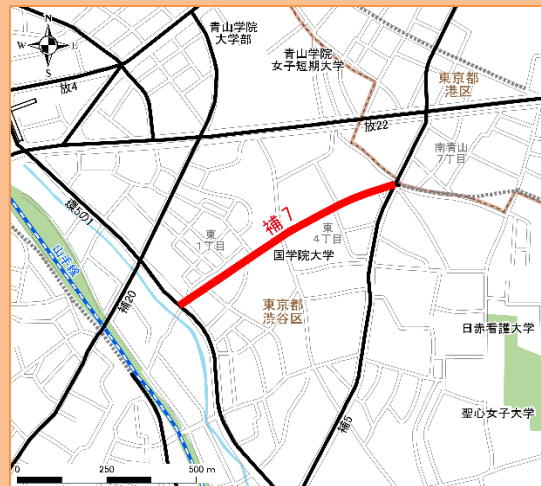 N
W E
S
青山学院
大学部
青山学院
女子短期大学
東京都
港区
放4
放22
南青山
7丁目
環5の1
補7
東
1丁目
東
4丁目
国学院大学
山手線
補20
東京都
渋谷区
日赤看護大学
聖心女子大学
補5
0 250 500 m